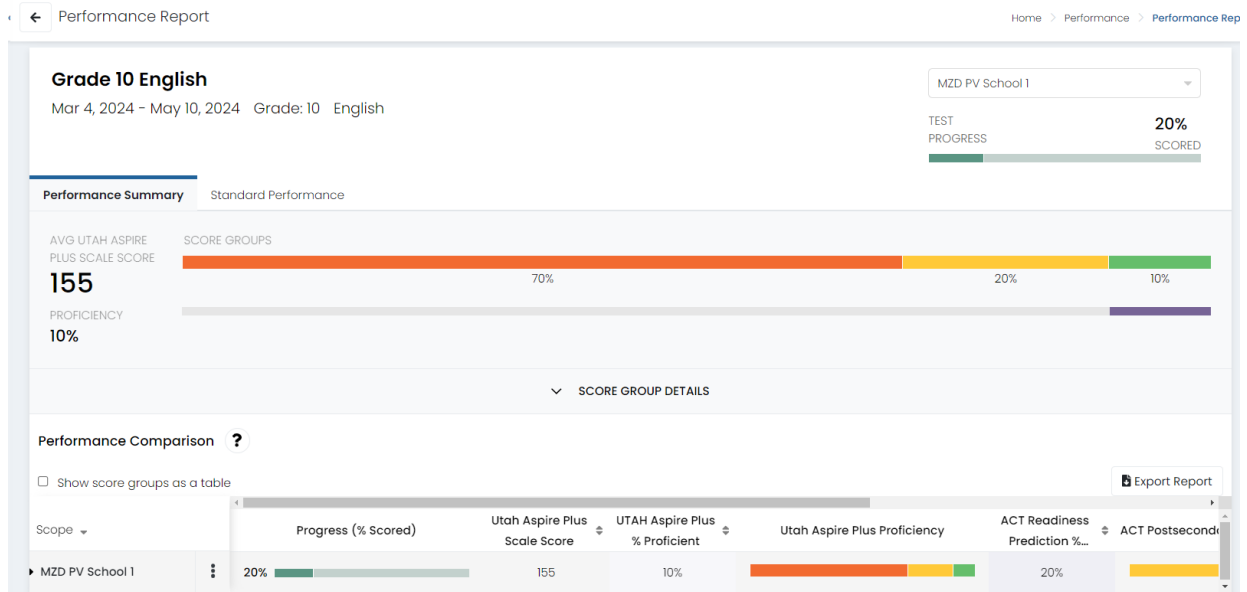 Performance Report
Home > Performance > Performance Rep
Grade 10 English
Mar 4, 2024 - May 10, 2024 Grade: 10 English
MZD PV School 1
TEST
PROGRESS
20%
SCORED
Performance Summary Standard Performance
AVG UTAH ASPIRE
PLUS SCALE SCORE
155
PROFICIENCY
10%
SCORE GROUPS
70% 20% 10%
SCORE GROUP DETAILS
Performance Comparison ?
Show score groups as a table
Export Report
Scope
Progress (% Scored)
Utah Aspire Plus
Scale Score
UTAH Aspire Plus
% Proficient
Utah Aspire Plus Proficiency
ACT Readiness
Prediction %...
ACT Postseconda
MZD PV School 1 20% 155 10% 20%